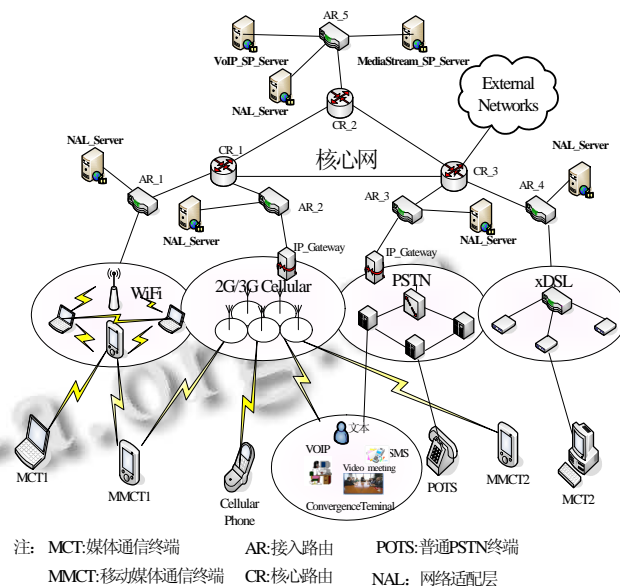 AR_5
VoIP_SP_Server
MediaStream_SP_Server
NAL_Server
External
Networks
CR_2
NAL_Server
CR_1
核心网
CR_3
NAL_Server
AR_1
AR_2
AR_3
AR_4
NAL_Server
NAL_Server
IP_Gateway
IP_Gateway
WiFi
2G/3G Cellular
PSTN
xDSL
文本
VOIP
SMS
Video meeting
ConvergenceTeminal
MCT1
MMCT1
Cellular
Phone
POTS
MMCT2
MCT2
注： MCT:媒体通信终端 AR:接入路由 POTS:普通PSTN终端
MMCT:移动媒体通信终端 CR:核心路由 NAL：网络适配层